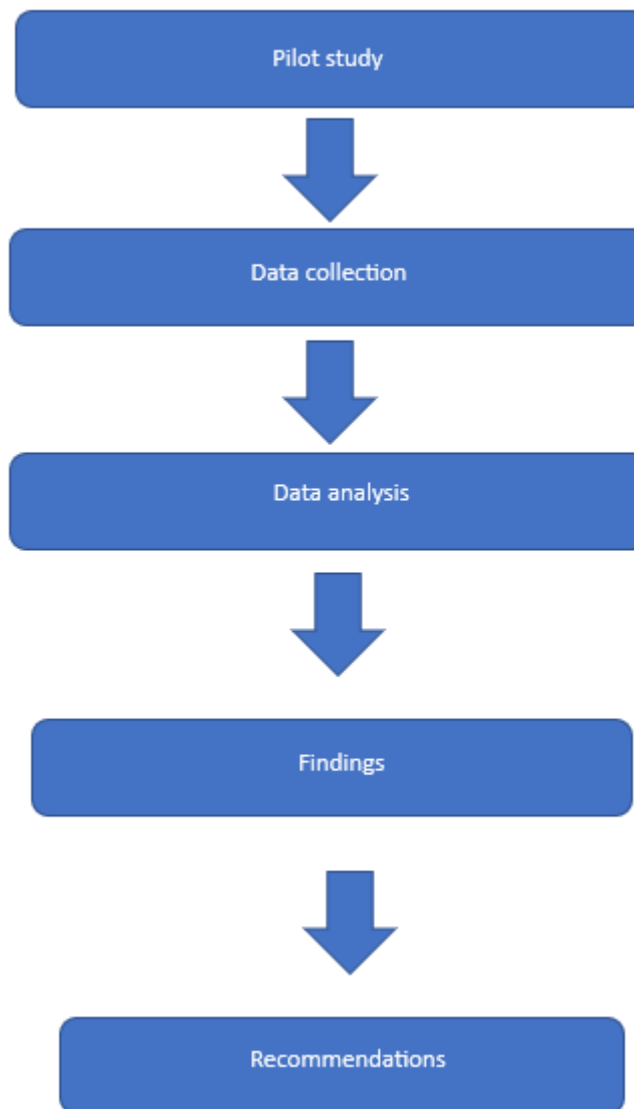 Pilot study
Data collection
Data analysis
Findings
Recommendations